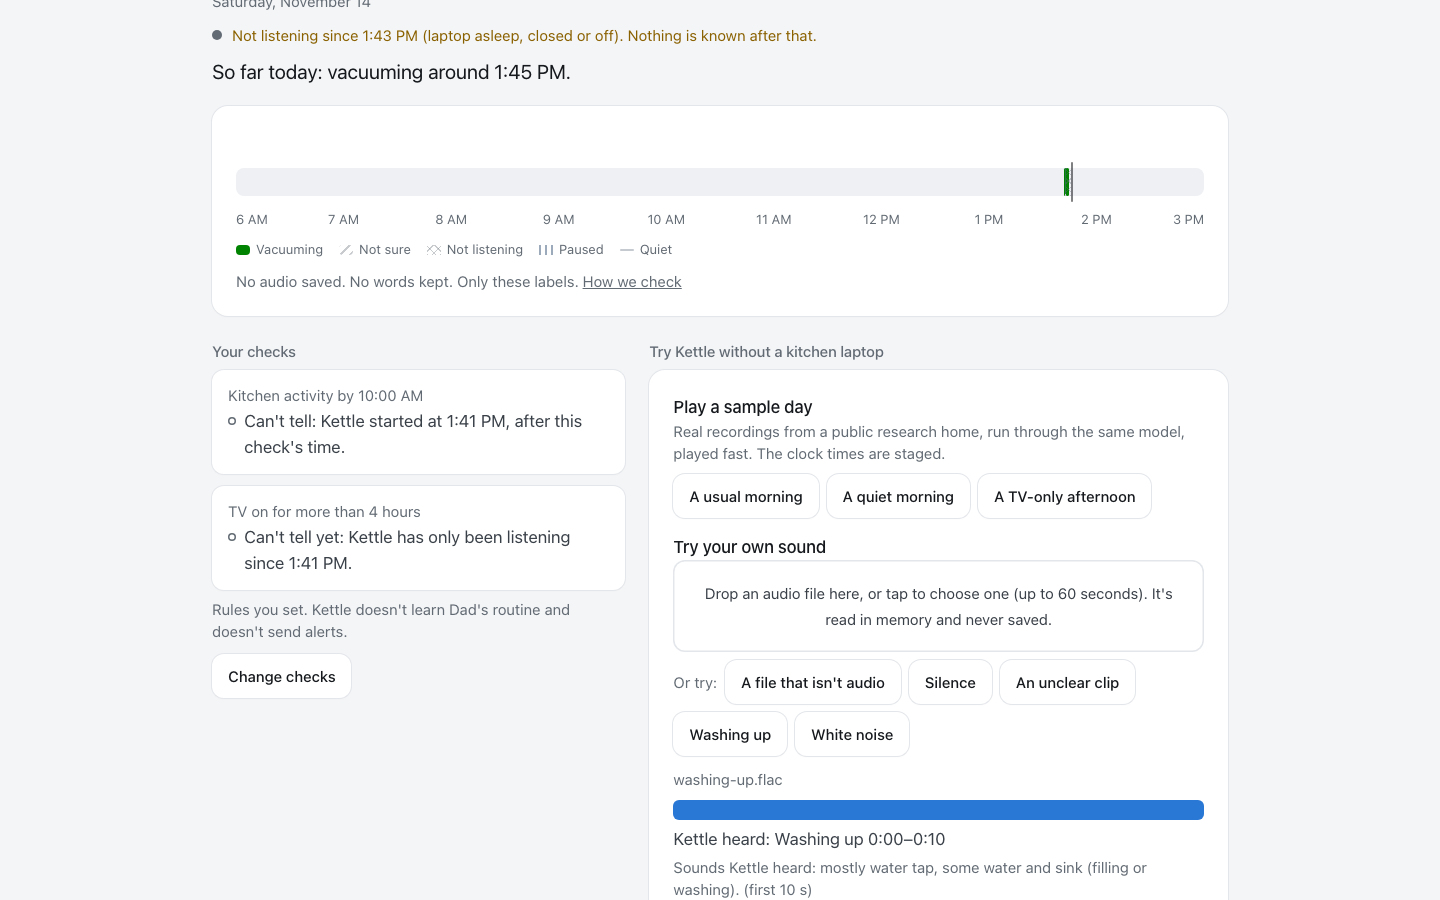 Saturday, November 14
Not listening since 1:43 PM (laptop asleep, closed or off). Nothing is known after that.
So far today: vacuuming around 1:45 PM.
6 AM 7 AM 8 AM 9 AM 10 AM 11 AM 12 PM 1 PM 2 PM 3 PM
Vacuuming Not sure Not listening Paused Quiet
No audio saved. No words kept. Only these labels. How we check
Your checks
Kitchen activity by 10:00 AM
Can't tell: Kettle started at 1:41 PM, after this
check's time.
TV on for more than 4 hours
Can't tell yet: Kettle has only been listening
since 1:41 PM.
Rules you set. Kettle doesn't learn Dad's routine and
doesn't send alerts.
Change checks
Try Kettle without a kitchen laptop
Play a sample day
Real recordings from a public research home, run through the same model,
played fast. The clock times are staged.
A usual morning A quiet morning A TV-only afternoon
Try your own sound
Drop an audio file here, or tap to choose one (up to 60 seconds). It's
read in memory and never saved.
Or try: A file that isn't audio Silence An unclear clip
Washing up White noise
washing-up.flac
Kettle heard: Washing up 0:00–0:10
Sounds Kettle heard: mostly water tap, some water and sink (filling or
washing). (first 10 s)